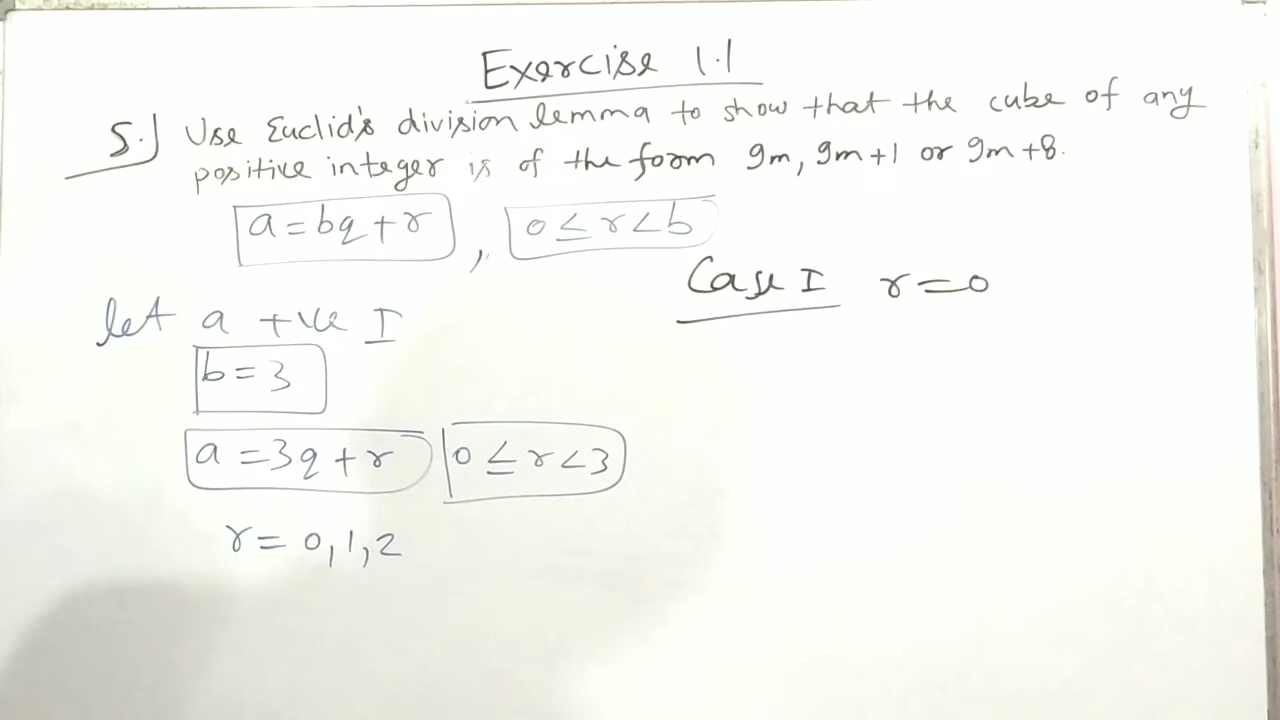 Exercise 1.1
5.) Use Euclid's division lemma to show that the cube of any
positive integer is of the form 9m, 9m+1 or 9m+8.
a=bq+r , 0≤r<b
Case I r=0
let a +ve I
b=3
a=3q+r 0≤r<3
r=0,1,2